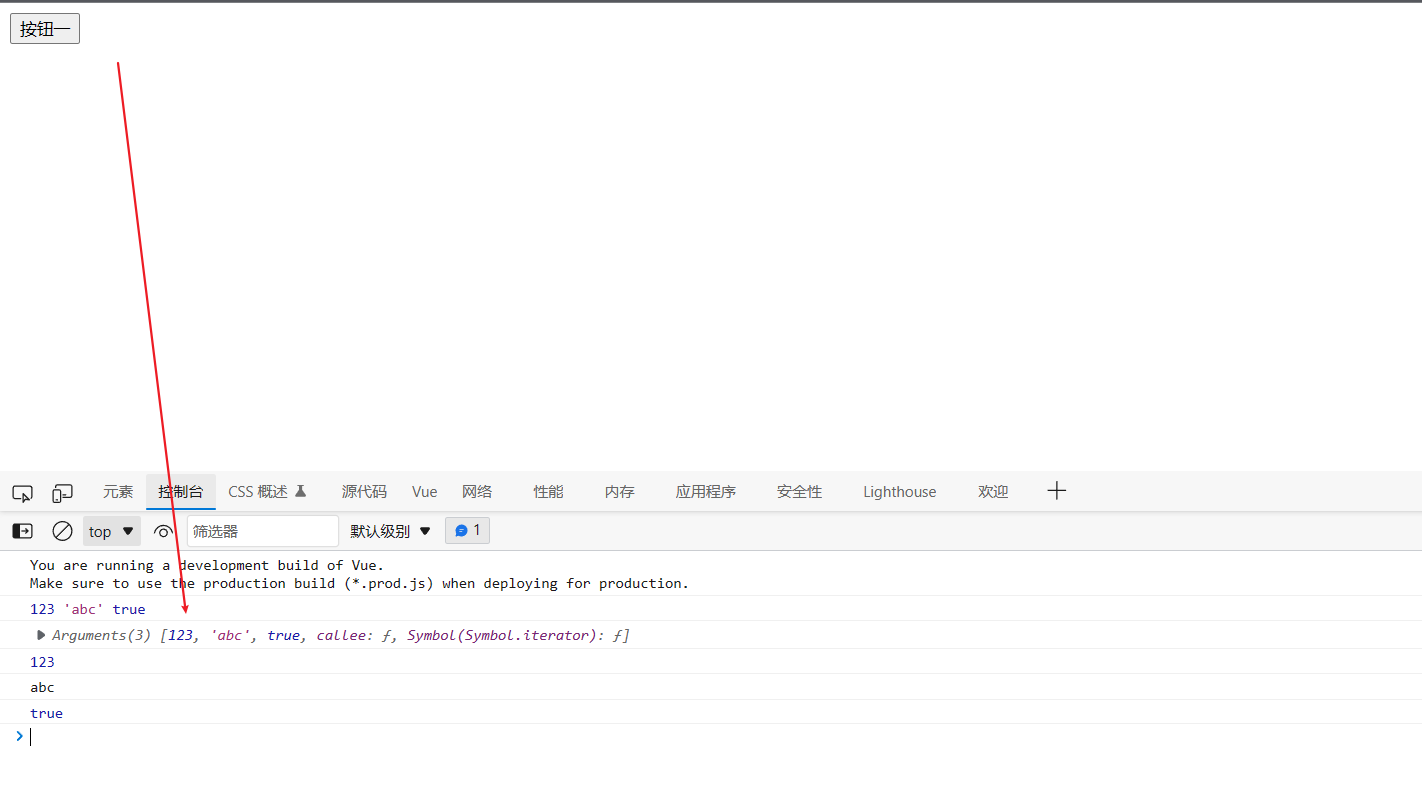 按钮一
元素 控制台 CSS 概述 源代码 Vue 网络 性能 内存 应用程序 安全性 Lighthouse 欢迎
top 筛选器 默认级别 1
You are running a development build of Vue.
Make sure to use the production build (*.prod.js) when deploying for production.
123 'abc' true
Arguments(3) [123, 'abc', true, callee: ƒ, Symbol(Symbol.iterator): ƒ]
123
abc
true